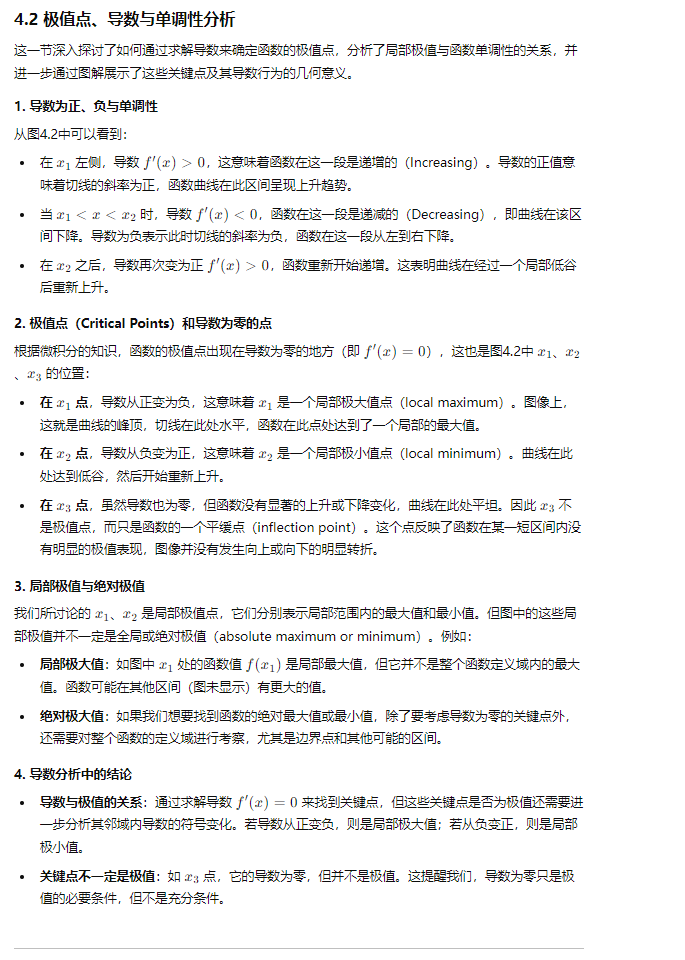 4.2 极值点、导数与单调性分析
这一节深入探讨了如何通过求解导数来确定函数的极值点，分析了局部极值与函数单调性的关系，并
进一步通过图解展示了这些关键点及其导数行为的几何意义。
1. 导数为正、负与单调性
从图4.2中可以看到：
• 在 x₁ 左侧，导数 f′(x) > 0，这意味着函数在这一段是递增的（Increasing）。导数的正值意
味着切线的斜率为正，函数曲线在此区间呈现上升趋势。
• 当 x₁ < x < x₂ 时，导数 f′(x) < 0，函数在这一段是递减的（Decreasing），即曲线在该区
间下降。导数为负表示此时切线的斜率为负，函数在这一段从左到右下降。
• 在 x₂ 之后，导数再次变为正 f′(x) > 0，函数重新开始递增。这表明曲线在经过一个局部低谷
后重新上升。
2. 极值点（Critical Points）和导数为零的点
根据微积分的知识，函数的极值点出现在导数为零的地方（即 f′(x) = 0），这也是图4.2中 x₁、x₂
、x₃ 的位置：
• 在 x₁ 点，导数从正变为负，这意味着 x₁ 是一个局部极大值点（local maximum）。图像上，
这就是曲线的峰顶，切线在此处水平，函数在此点处达到了一个局部的最大值。
• 在 x₂ 点，导数从负变为正，这意味着 x₂ 是一个局部极小值点（local minimum）。曲线在此
处达到低谷，然后开始重新上升。
• 在 x₃ 点，虽然导数也为零，但函数没有显著的上升或下降变化，曲线在此处平坦。因此 x₃ 不
是极值点，而只是函数的一个平缓点（inflection point）。这个点反映了函数在某一短区间内没
有明显的极值表现，图像并没有发生向上或向下的明显转折。
3. 局部极值与绝对极值
我们所讨论的 x₁、x₂ 是局部极值点，它们分别表示局部范围内的最大值和最小值。但图中的这些局
部极值并不一定是全局或绝对极值（absolute maximum or minimum）。例如：
• 局部极大值：如图中 x₁ 处的函数值 f(x₁) 是局部最大值，但它并不是整个函数定义域内的最大
值。函数可能在其他区间（图未显示）有更大的值。
• 绝对极大值：如果我们想要找到函数的绝对最大值或最小值，除了要考虑导数为零的关键点外，
还需要对整个函数的定义域进行考察，尤其是边界点和其他可能的区间。
4. 导数分析中的结论
• 导数与极值的关系：通过求解导数 f′(x) = 0 来找到关键点，但这些关键点是否为极值还需要进
一步分析其邻域内导数的符号变化。若导数从正变负，则是局部极大值；若从负变正，则是局部
极小值。
• 关键点不一定是极值：如 x₃ 点，它的导数为零，但并不是极值。这提醒我们，导数为零只是极
值的必要条件，但不是充分条件。